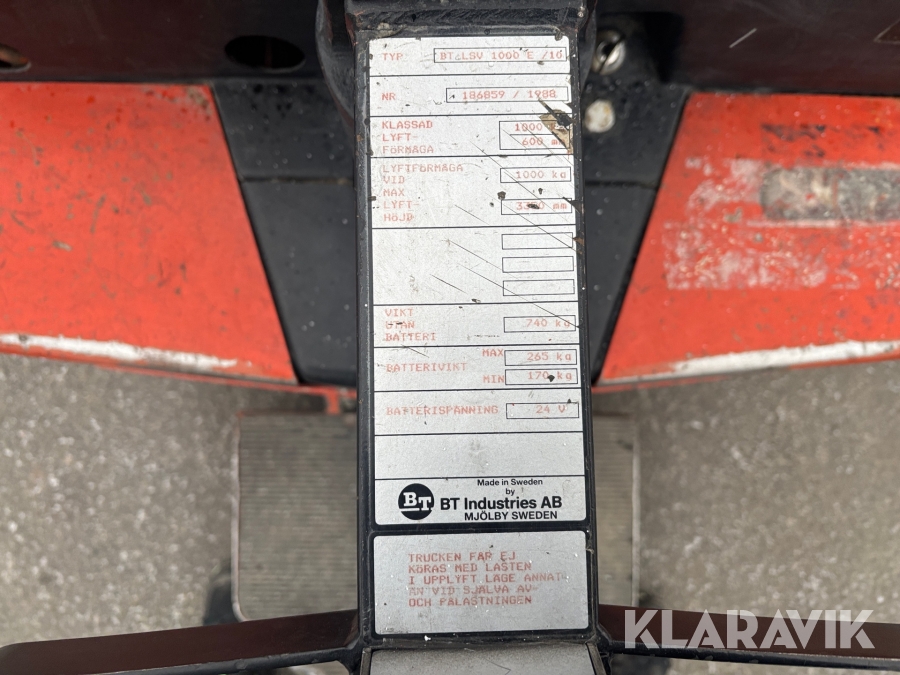 TYP BT LSV 1000 E /10
NR 186859 / 1988
KLASSAD 1000
LYFT- 600 mm
FÖRMÅGA
LYFTFÖRMÅGA 1000 kg
VID
MAX
LYFT- mm
HÖJD
VIKT
UTAN 740 kg
BATTERI
MAX 265 kg
BATTERIVIKT
MIN 170 kg
BATTERISPÄNNING 24 V
Made in Sweden
by
BT BT Industries AB
MJÖLBY SWEDEN
TRUCKEN FÅR EJ
KÖRAS MED LASTEN
I UPPLYFT LÄGE ANNAT
ÄN VID SJÄLVA AV-
OCH PÅLASTNINGEN
KLARAVIK